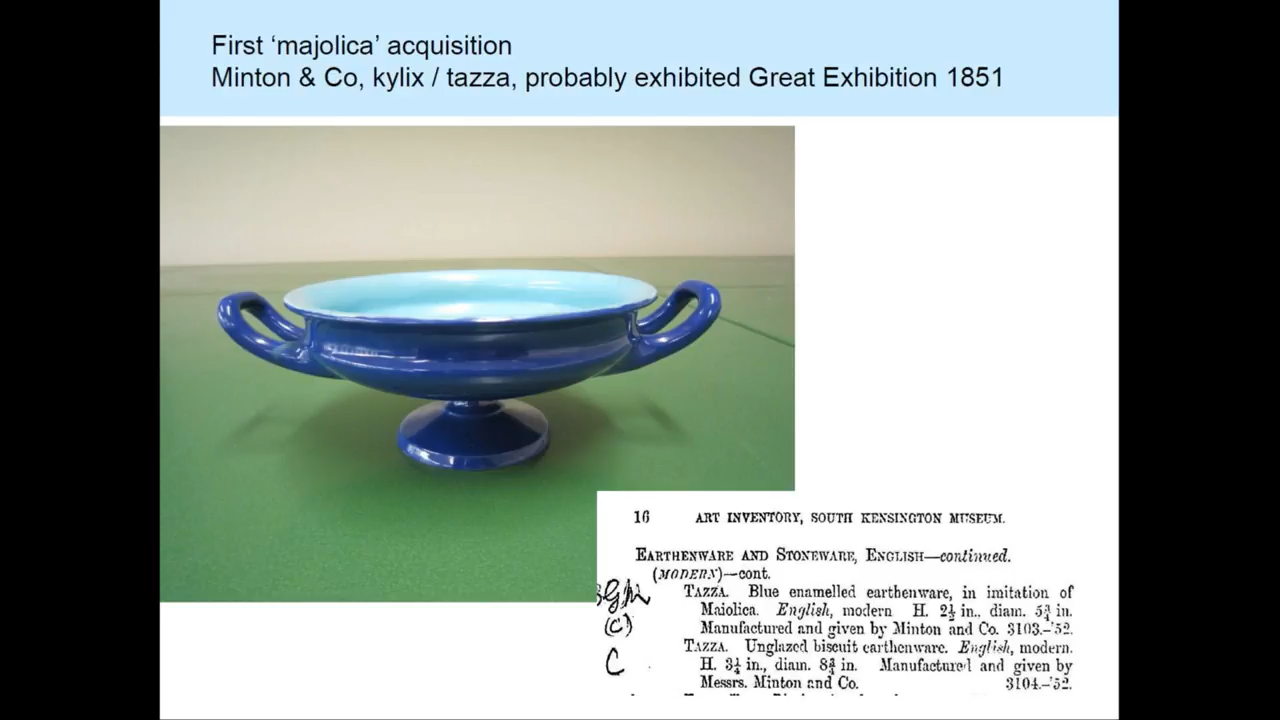 First ‘majolica’ acquisition
Minton & Co, kylix / tazza, probably exhibited Great Exhibition 1851
16 ART INVENTORY, SOUTH KENSINGTON MUSEUM.
EARTHENWARE AND STONEWARE, ENGLISH—continued.
(MODERN)—cont.
TAZZA. Blue enamelled earthenware, in imitation of
Maiolica. English, modern H. 2½ in., diam. 5¾ in.
Manufactured and given by Minton and Co. 3103.–'52.
(C)
TAZZA. Unglazed biscuit earthenware. English, modern.
C
H. 3¼ in., diam. 8¾ in. Manufactured and given by
Messrs. Minton and Co. 3104.–'52.